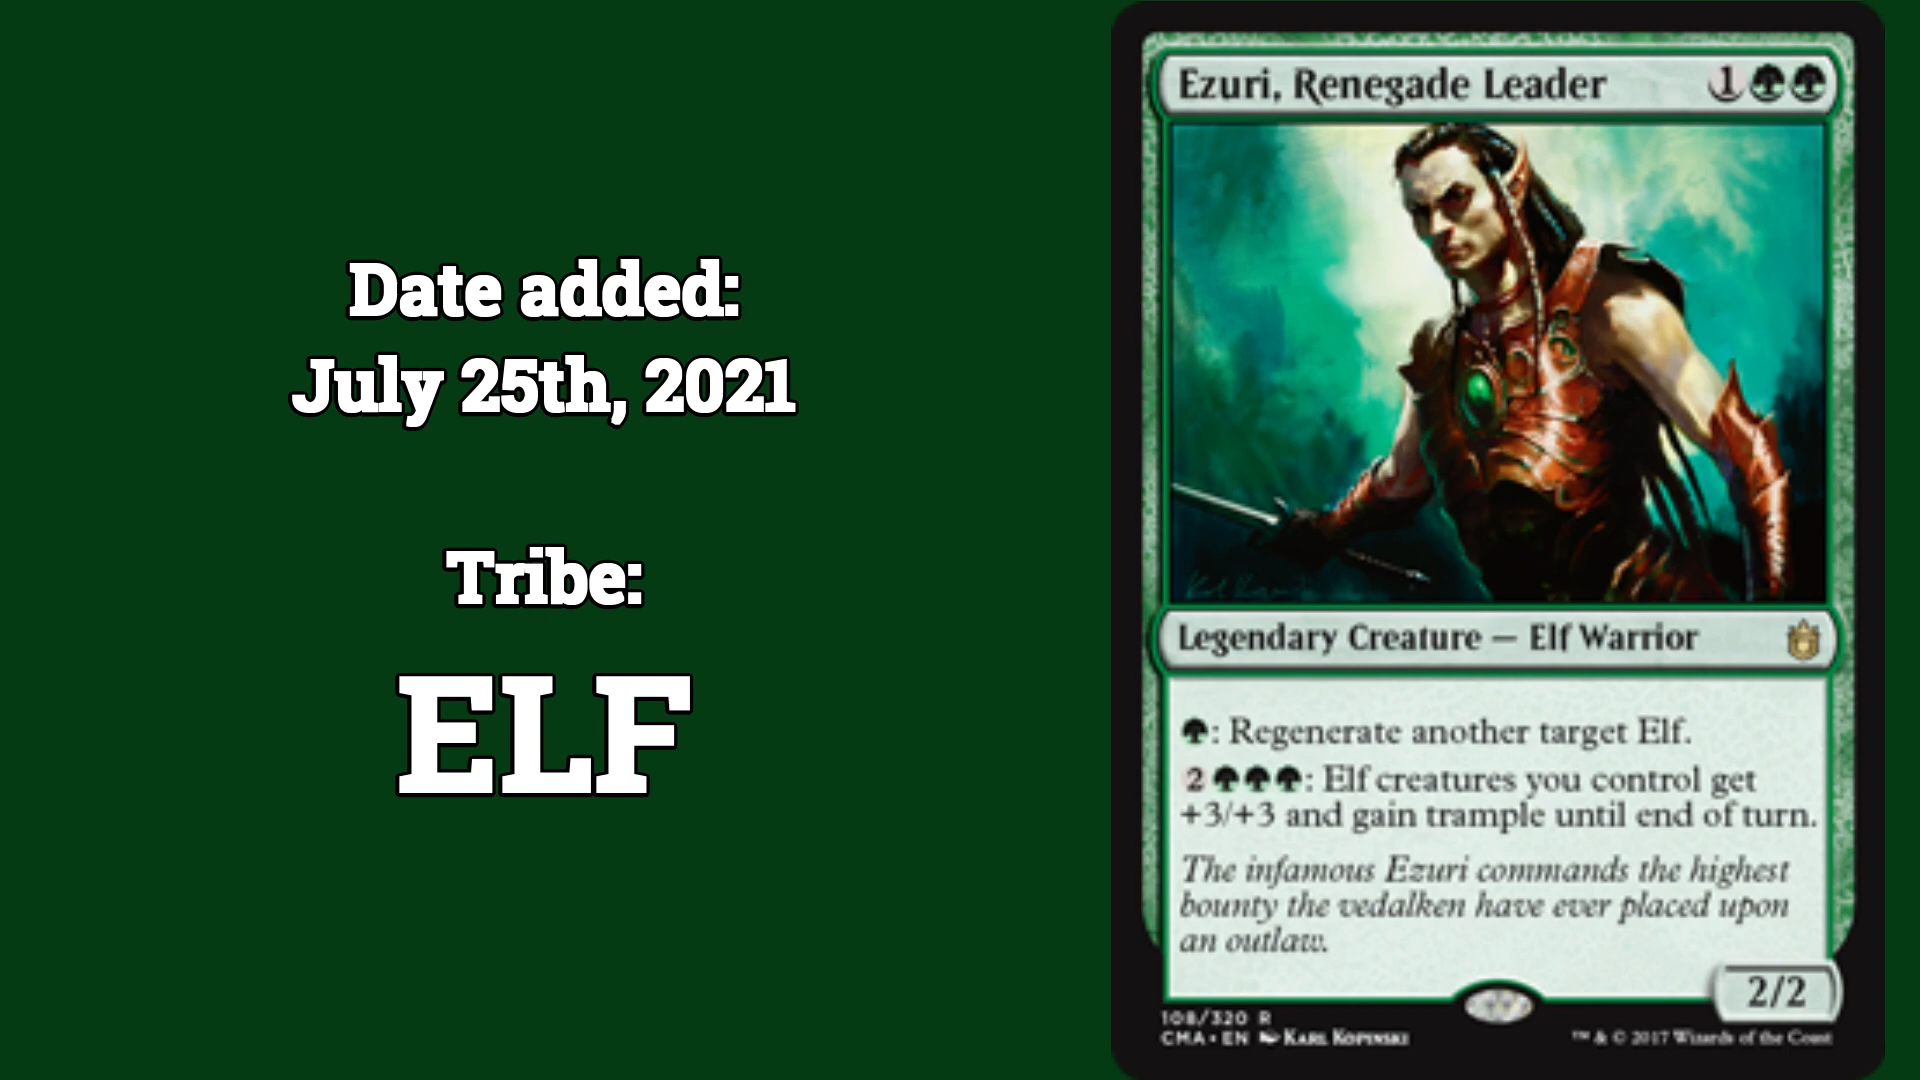 Date added:
July 25th, 2021
Tribe:
ELF
Ezuri, Renegade Leader 1
Legendary Creature — Elf Warrior
: Regenerate another target Elf.
2 : Elf creatures you control get
+3/+3 and gain trample until end of turn.
The infamous Ezuri commands the highest
bounty the vedalken have ever placed upon
an outlaw.
2/2
108/320 R
CMA • EN Karl Kopinski
™ & © 2017 Wizards of the Coast